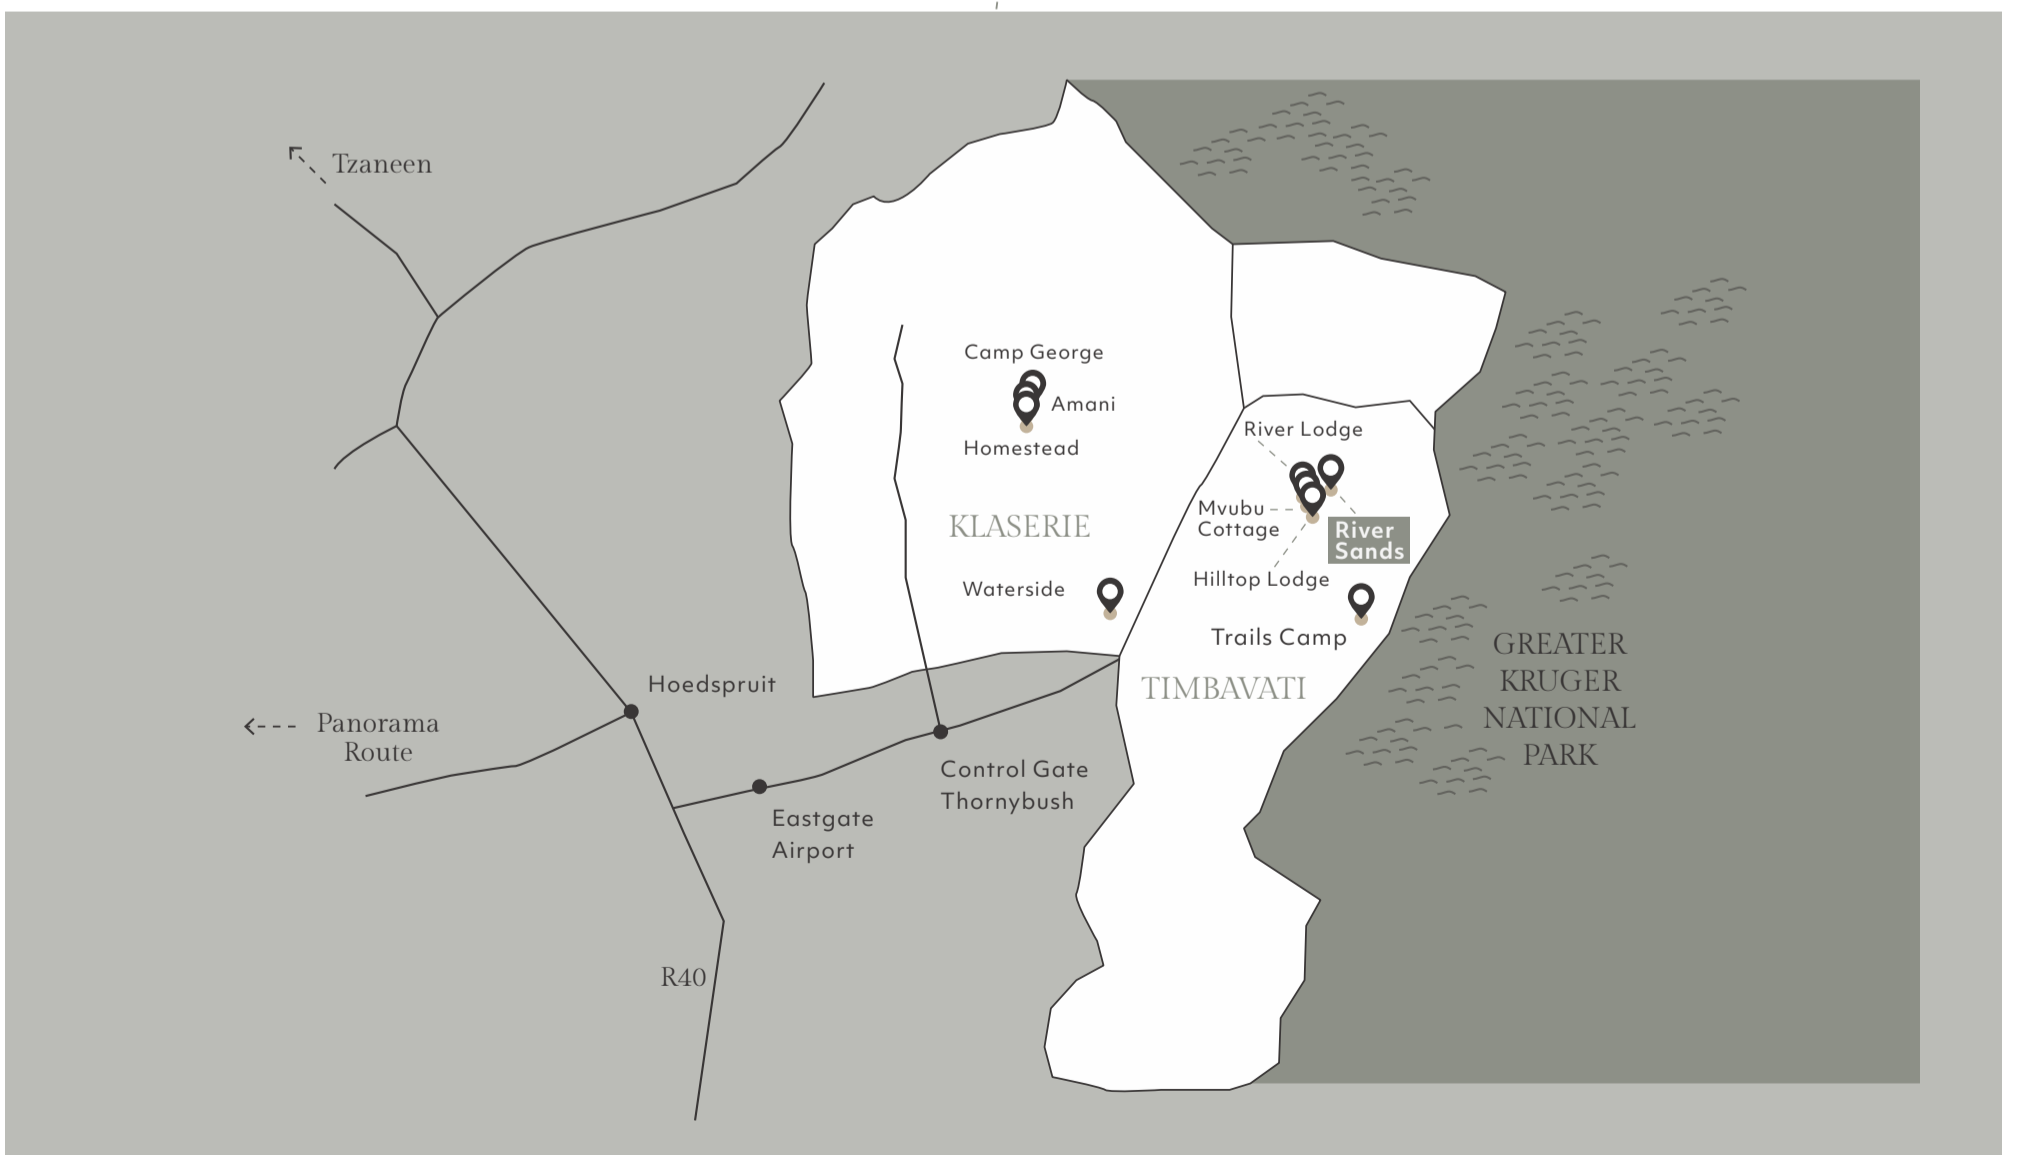 Tzaneen
Camp George
Amani
River Lodge
Homestead
Mvubu
Cottage
KLASERIE
River
Sands
Hilltop Lodge
Waterside
Trails Camp
GREATER
KRUGER
NATIONAL
PARK
TIMBAVATI
Hoedspruit
Panorama
Route
Control Gate
Thornybush
Eastgate
Airport
R40